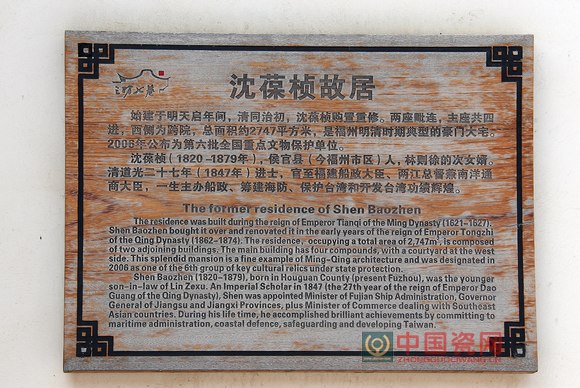 三坊七巷
沈葆桢故居
始建于明天启年间，清同治初，沈葆桢购置重修。两座毗连，主座共四
进，西侧为跨院，总面积约2747平方米，是福州明清时期典型的豪门大宅。
2006年公布为第六批全国重点文物保护单位。
沈葆桢（1820-1879年），侯官县（今福州市区）人，林则徐的次女婿。
清道光二十七年（1847年）进士，官至福建船政大臣、两江总督兼南洋通
商大臣，一生主办船政、筹建海防、保护台湾和开发台湾功绩辉煌。
The former residence of Shen Baozhen
The residence was built during the reign of Emperor Tianqi of the Ming Dynasty (1621-1627).
Shen Baozhen bought it over and renovated it in the early years of the reign of Emperor Tongzhi
of the Qing Dynasty (1862-1874). The residence, occupying a total area of 2,747m², is composed
of two adjoining buildings. The main building has four compounds, with a courtyard at the west
side. This splendid mansion is a fine example of Ming-Qing architecture and was designated in
2006 as one of the 6th group of key cultural relics under state protection.
Shen Baozhen (1820-1879), born in Houguan County (present Fuzhou), was the younger
son-in-law of Lin Zexu. An Imperial Scholar in 1847 (the 27th year of the reign of Emperor Dao
Guang of the Qing Dynasty), Shen was appointed Minister of Fujian Ship Administration, Governor
General of Jiangsu and Jiangxi Provinces, plus Minister of Commerce dealing with Southeast
Asian countries. During his life time, he accomplished brilliant achievements by committing to
maritime administration, coastal defence, safeguarding and developing Taiwan.
中国瓷网
ZHONGGUOCIWANG.COM